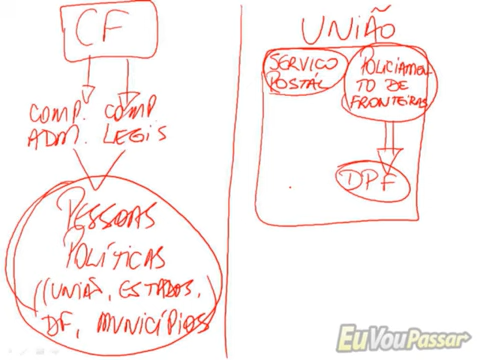 CF
COMP. COMP
ADM. LEGIS
PESSOAS
POLÍTICAS
(UNIÃO, ESTADOS,
DF, MUNICÍPIOS
UNIÃO
SERVIÇO
POSTAL
POLICIAMEN-
TO DE
FRONTEIRAS
DPF
EuVouPassar